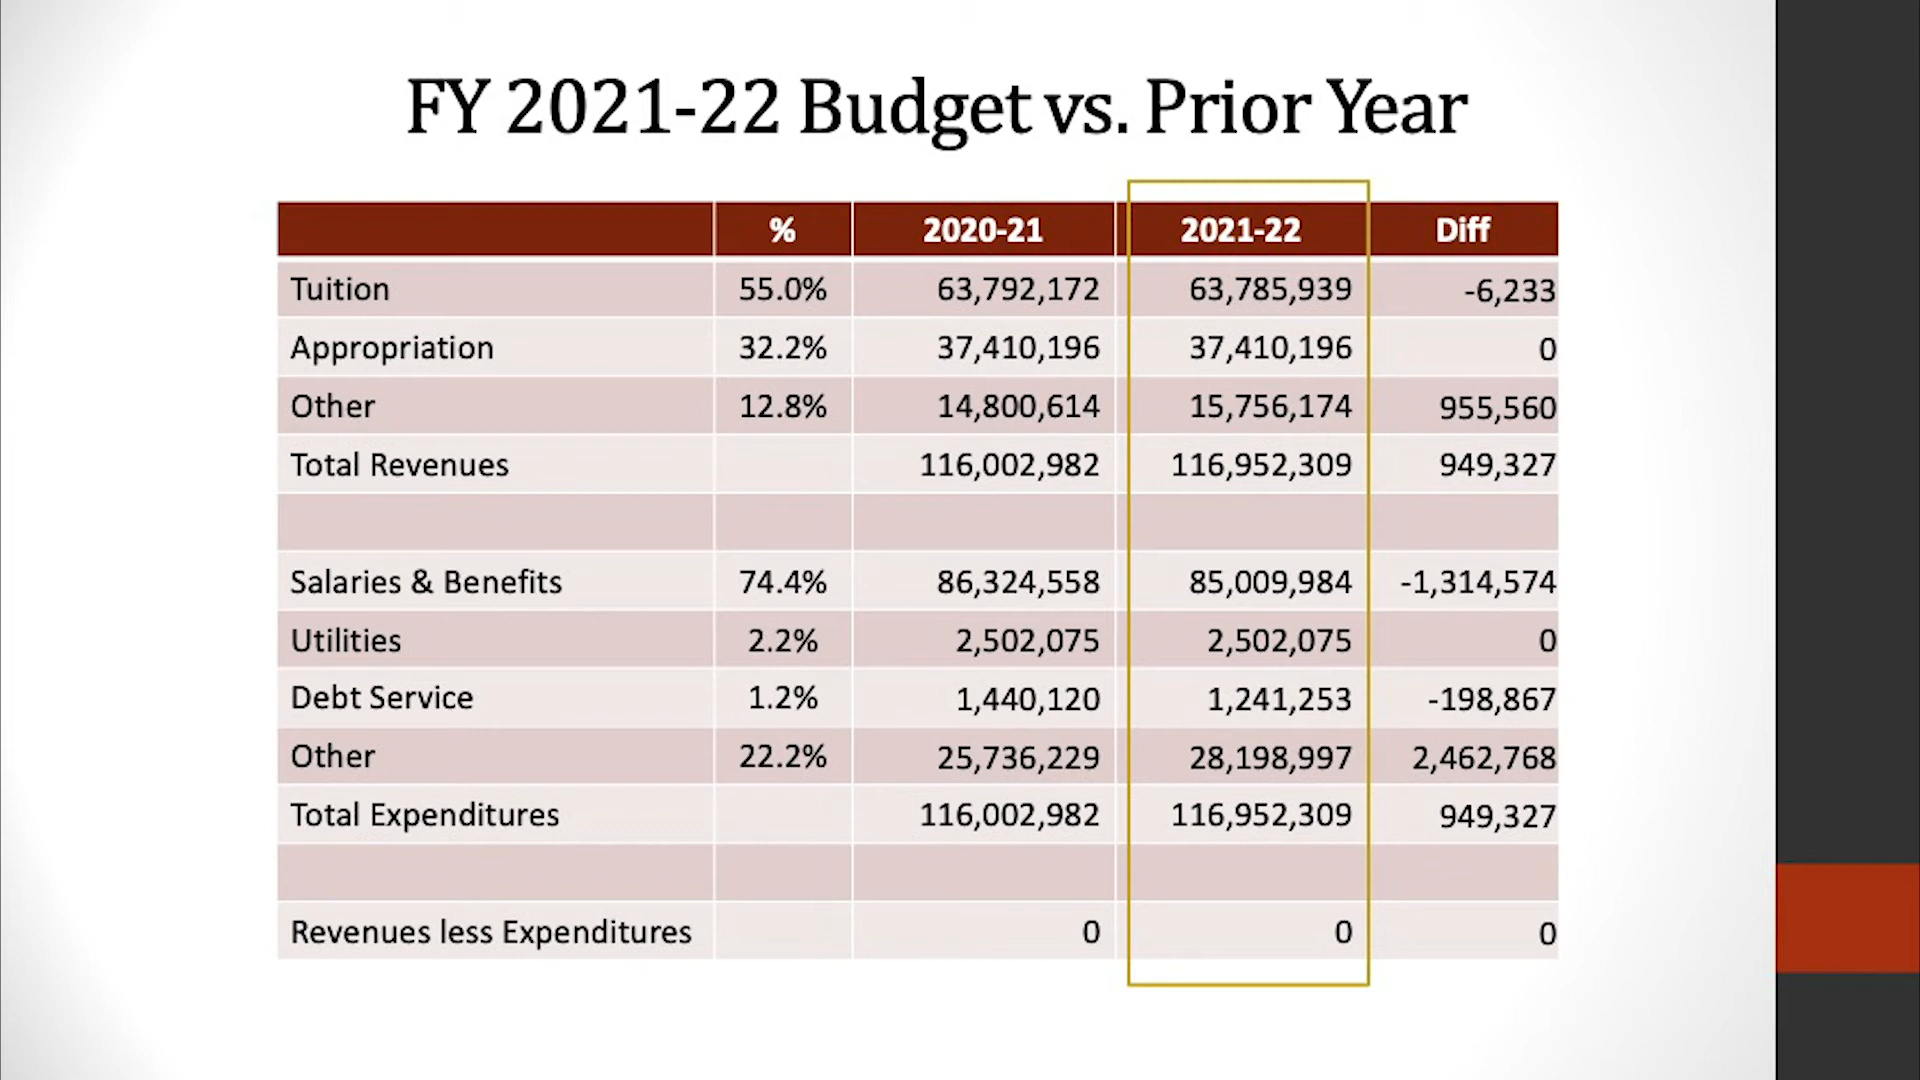 FY 2021-22 Budget vs. Prior Year
% 2020-21 2021-22 Diff
Tuition 55.0% 63,792,172 63,785,939 -6,233
Appropriation 32.2% 37,410,196 37,410,196 0
Other 12.8% 14,800,614 15,756,174 955,560
Total Revenues 116,002,982 116,952,309 949,327
Salaries & Benefits 74.4% 86,324,558 85,009,984 -1,314,574
Utilities 2.2% 2,502,075 2,502,075 0
Debt Service 1.2% 1,440,120 1,241,253 -198,867
Other 22.2% 25,736,229 28,198,997 2,462,768
Total Expenditures 116,002,982 116,952,309 949,327
Revenues less Expenditures 0 0 0